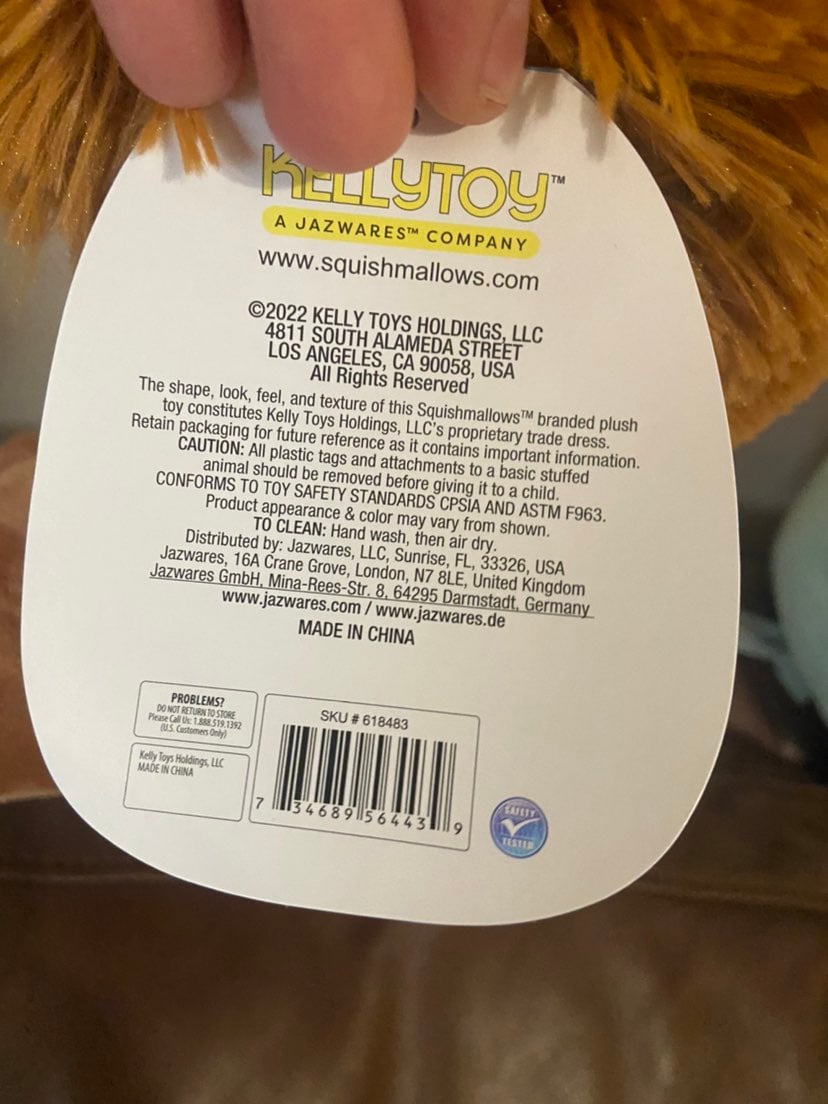 KELLYTOY™
A JAZWARES™ COMPANY
www.squishmallows.com
©2022 KELLY TOYS HOLDINGS, LLC
4811 SOUTH ALAMEDA STREET
LOS ANGELES, CA 90058, USA
All Rights Reserved
The shape, look, feel, and texture of this Squishmallows™ branded plush
toy constitutes Kelly Toys Holdings, LLC's proprietary trade dress.
Retain packaging for future reference as it contains important information.
CAUTION: All plastic tags and attachments to a basic stuffed
animal should be removed before giving it to a child.
CONFORMS TO TOY SAFETY STANDARDS CPSIA AND ASTM F963.
Product appearance & color may vary from shown.
TO CLEAN: Hand wash, then air dry.
Distributed by: Jazwares, LLC, Sunrise, FL, 33326, USA
Jazwares, 16A Crane Grove, London, N7 8LE, United Kingdom
Jazwares GmbH, Mina-Rees-Str. 8, 64295 Darmstadt, Germany
www.jazwares.com / www.jazwares.de
MADE IN CHINA
PROBLEMS?
DO NOT RETURN TO STORE
Please Call Us: 1.888.519.1392
(U.S. Customers Only)
Kelly Toys Holdings, LLC
MADE IN CHINA
SKU # 618483
7 34689 56443 9
SAFETY
TESTED